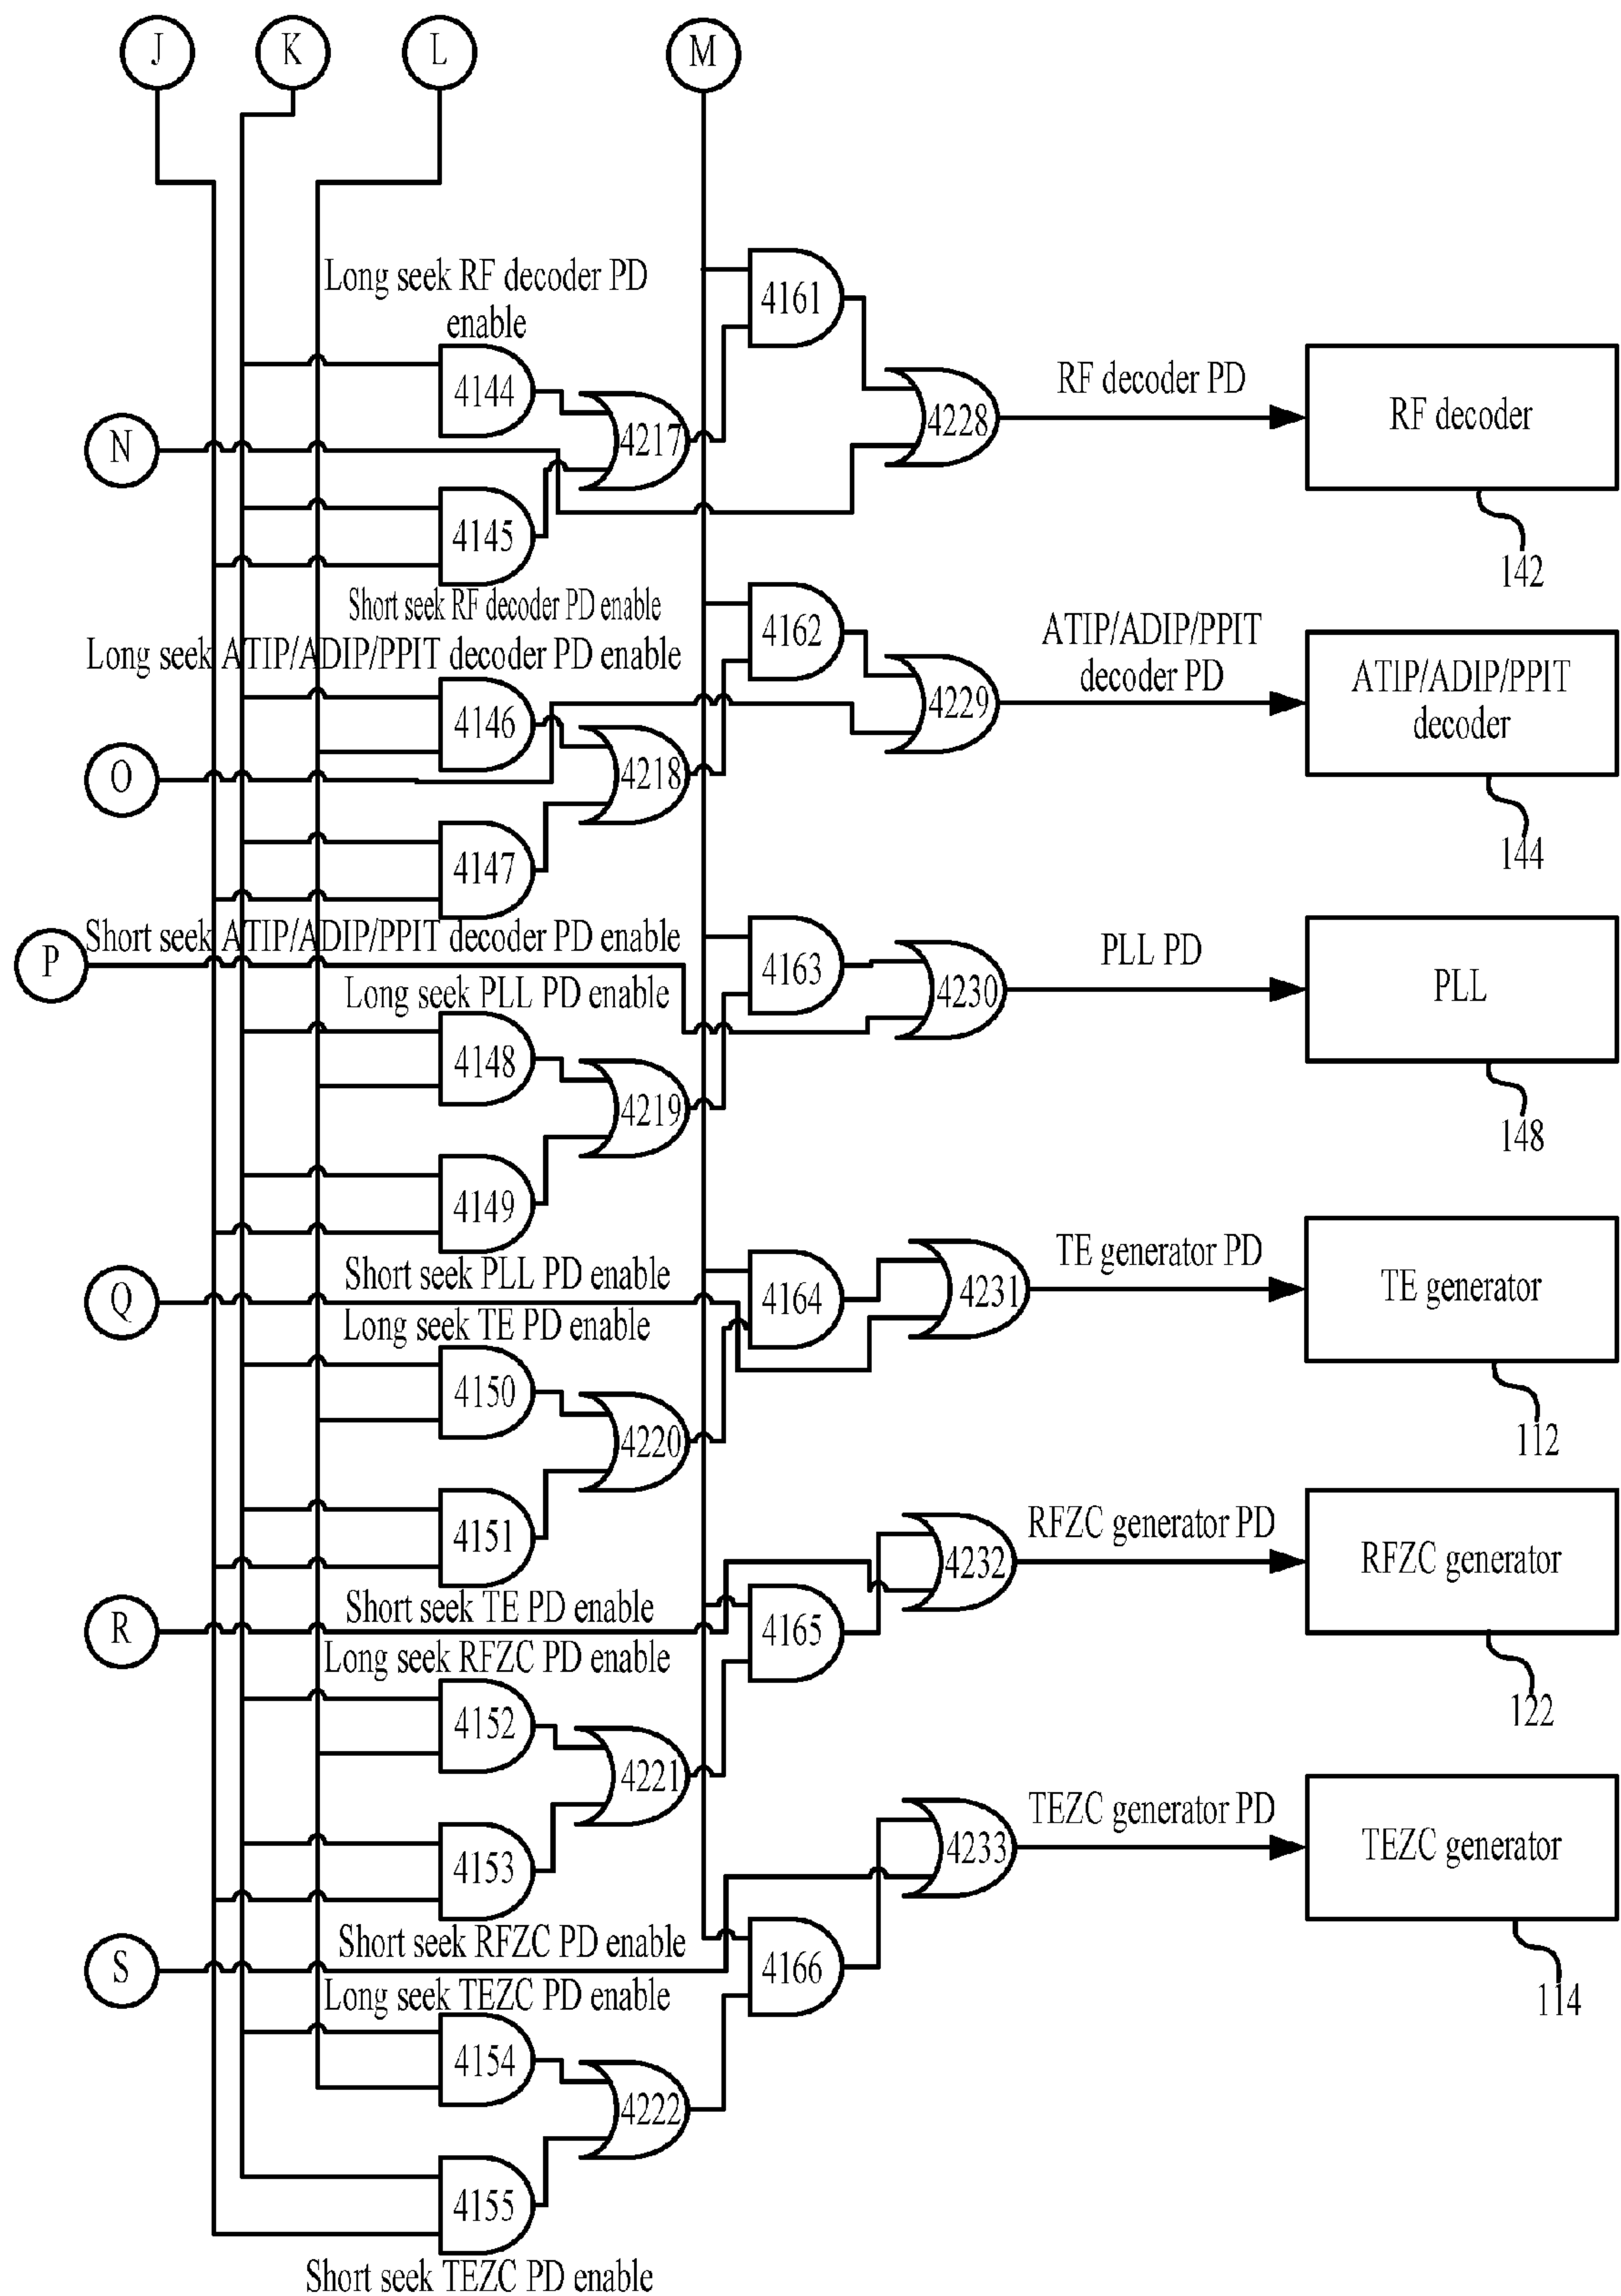 J
K
L
M
Long seek RF decoder PD
enable
4144
4217
4161
4228
RF decoder PD
RF decoder
142
N
4145
Short seek RF decoder PD enable
Long seek ATIP/ADIP/PPIT decoder PD enable
4146
4218
4162
4229
ATIP/ADIP/PPIT
decoder PD
ATIP/ADIP/PPIT
decoder
144
O
4147
Short seek ATIP/ADIP/PPIT decoder PD enable
P
Long seek PLL PD enable
4148
4219
4163
4230
PLL PD
PLL
148
4149
Short seek PLL PD enable
Q
Long seek TE PD enable
4150
4220
4164
4231
TE generator PD
TE generator
112
4151
Short seek TE PD enable
R
Long seek RFZC PD enable
4152
4221
4165
4232
RFZC generator PD
RFZC generator
122
4153
Short seek RFZC PD enable
S
Long seek TEZC PD enable
4154
4222
4166
4233
TEZC generator PD
TEZC generator
114
4155
Short seek TEZC PD enable